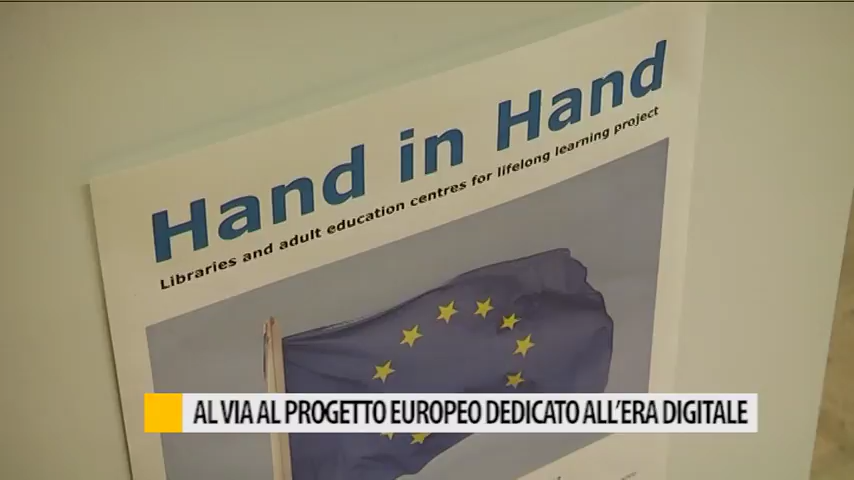 Hand in Hand
Libraries and adult education centres for lifelong learning project
AL VIA AL PROGETTO EUROPEO DEDICATO ALL'ERA DIGITALE